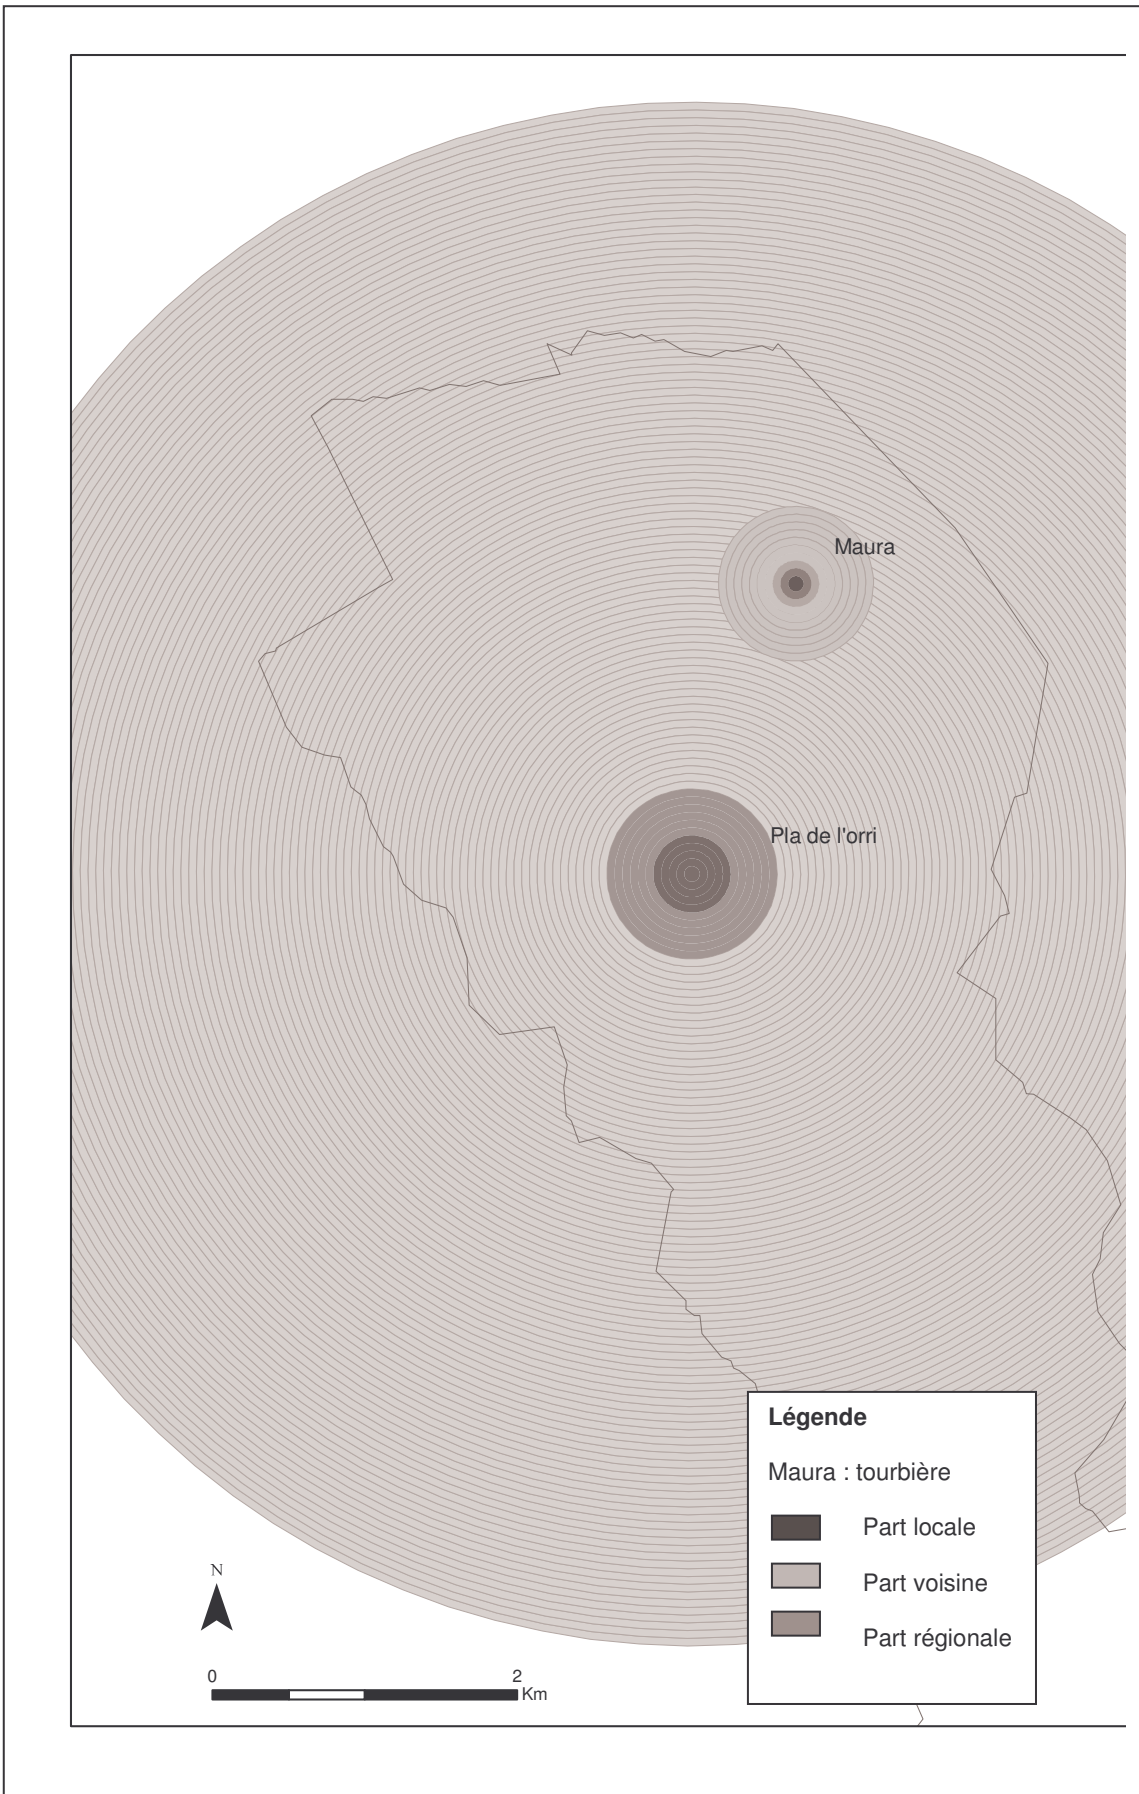 Maura
Pla de l'orri
Légende
Maura : tourbière
Part locale
Part voisine
Part régionale
N
0 2
Km